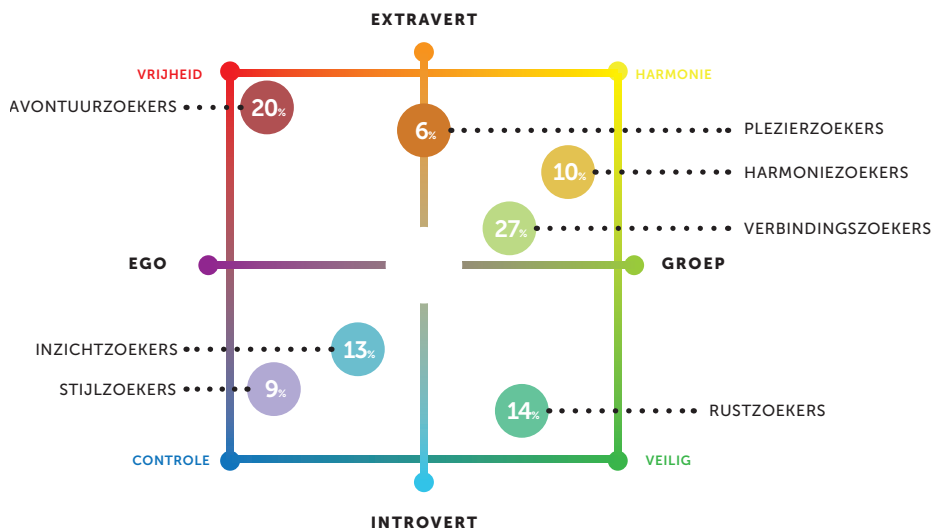 EXTRAVERT
VRIJHEID
HARMONIE
AVONTUURZOEKERS
20%
6%
PLEZIERZOEKERS
10%
HARMONIEZOEKERS
27%
VERBINDINGSZOEKERS
EGO
GROEP
INZICHTZOEKERS
13%
STIJLZOEKERS
9%
14%
RUSTZOEKERS
CONTROLE
VEILIG
INTROVERT